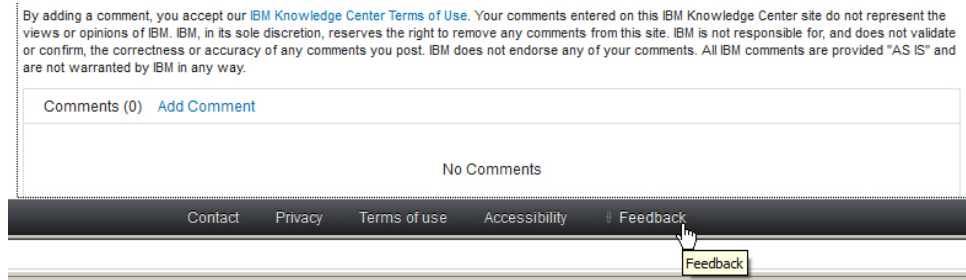 By adding a comment, you accept our IBM Knowledge Center Terms of Use. Your comments entered on this IBM Knowledge Center site do not represent the
views or opinions of IBM. IBM, in its sole discretion, reserves the right to remove any comments from this site. IBM is not responsible for, and does not validate
or confirm, the correctness or accuracy of any comments you post. IBM does not endorse any of your comments. All IBM comments are provided "AS IS" and
are not warranted by IBM in any way.
Comments (0) Add Comment
No Comments
Contact Privacy Terms of use Accessibility Feedback
Feedback